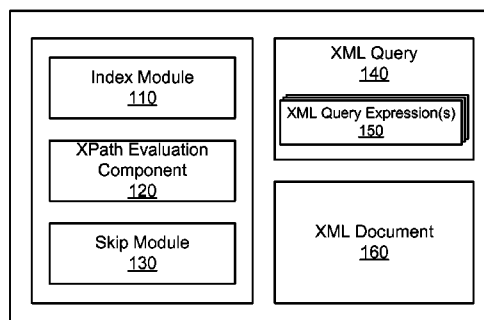 Index Module
110
XPath Evaluation
Component
120
Skip Module
130
XML Query
140
XML Query Expression(s)
150
XML Document
160